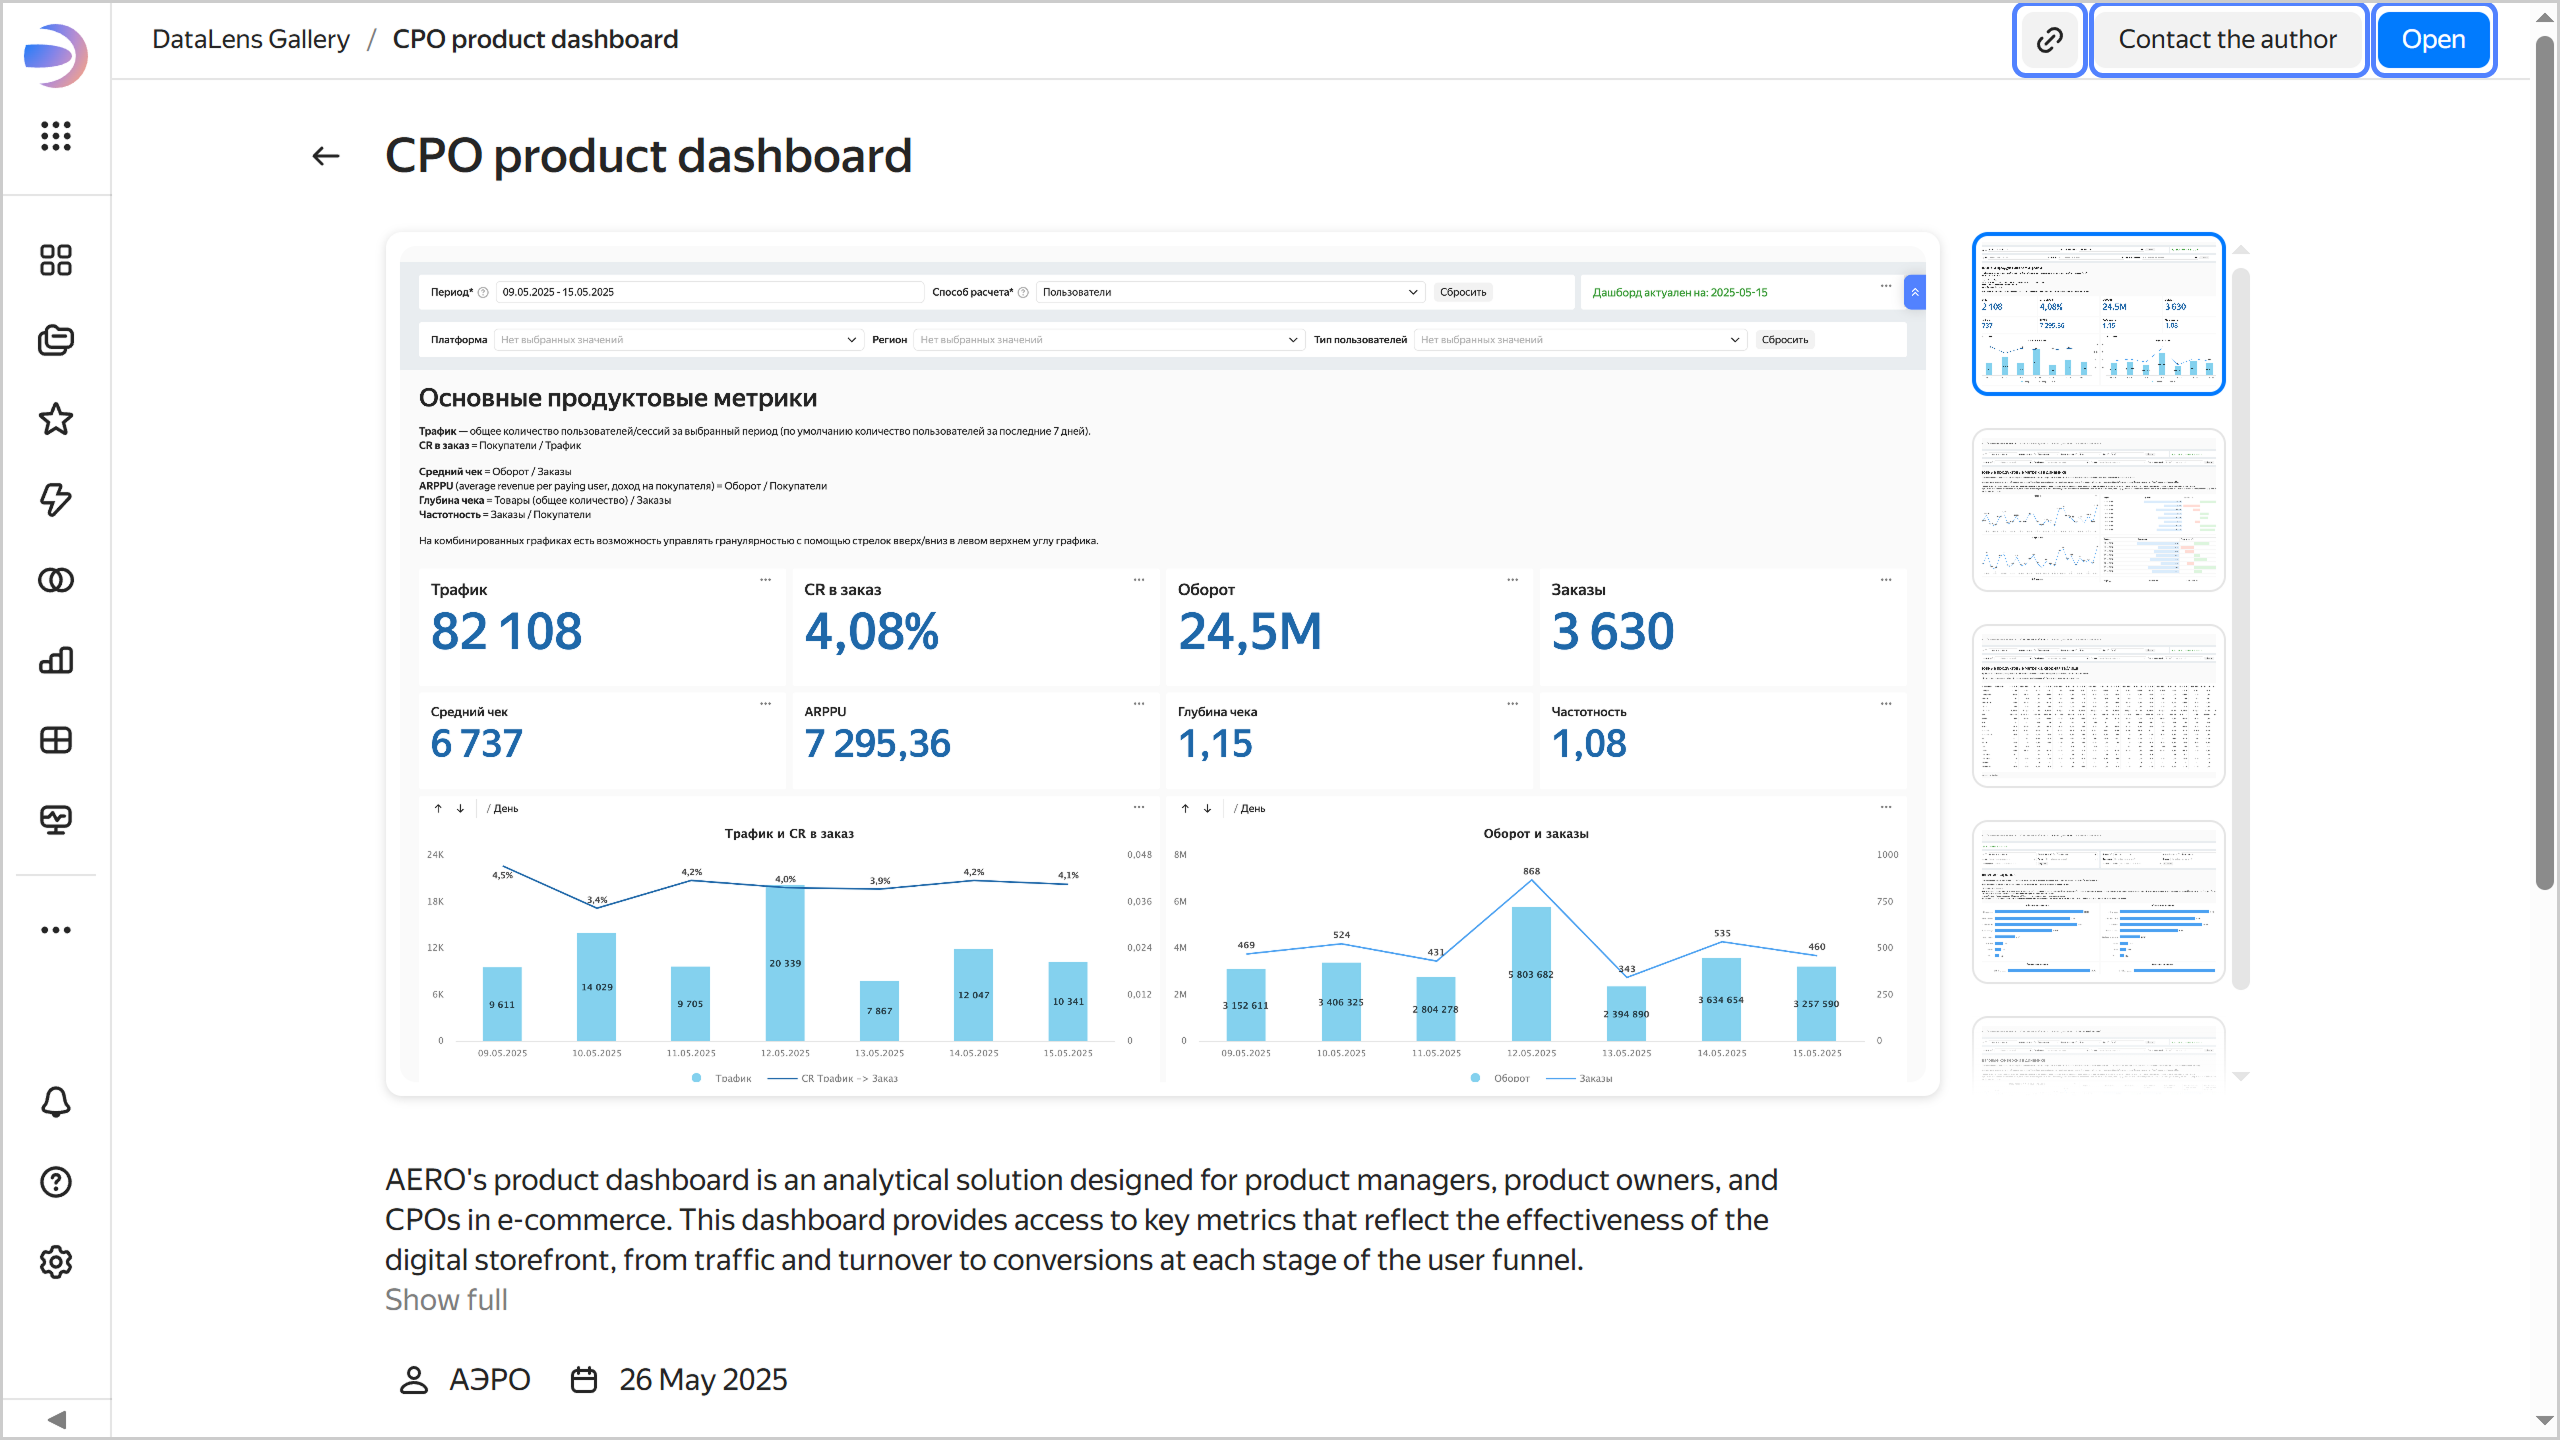 DataLens Gallery / CPO product dashboard
Contact the author
Open
CPO product dashboard
Период* 09.05.2025 - 15.05.2025 Способ расчета* Пользователи Сбросить
Дашборд актуален на: 2025-05-15
Платформа Нет выбранных значений Регион Нет выбранных значений Тип пользователей Нет выбранных значений Сбросить
Основные продуктовые метрики
Трафик — общее количество пользователей/сессий за выбранный период (по умолчанию количество пользователей за последние 7 дней).
CR в заказ = Покупатели / Трафик
Средний чек = Оборот / Заказы
ARPPU (average revenue per paying user, доход на покупателя) = Оборот / Покупатели
Глубина чека = Товары (общее количество) / Заказы
Частотность = Заказы / Покупатели
На комбинированных графиках есть возможность управлять гранулярностью с помощью стрелок вверх/вниз в левом верхнем углу графика.
Трафик
82 108
CR в заказ
4,08%
Оборот
24,5M
Заказы
3 630
Средний чек
6 737
ARPPU
7 295,36
Глубина чека
1,15
Частотность
1,08
/ День
Трафик и CR в заказ
24K
18K
12K
6K
0
0,048
0,036
0,024
0,012
0
4,5%
3,4%
4,2%
4,0%
3,9%
4,2%
4,1%
9 611
14 029
9 705
20 339
7 867
12 047
10 341
09.05.2025 10.05.2025 11.05.2025 12.05.2025 13.05.2025 14.05.2025 15.05.2025
Трафик CR Трафик -> Заказ
/ День
Оборот и заказы
8M
6M
4M
2M
0
1000
750
500
250
0
469
524
431
868
343
535
460
3 152 611
3 406 325
2 804 278
5 803 682
2 394 890
3 634 654
3 257 590
09.05.2025 10.05.2025 11.05.2025 12.05.2025 13.05.2025 14.05.2025 15.05.2025
Оборот Заказы
2 108 4,08% 24,5M 3 630
737 7 295,36 1,15 1,08
AERO's product dashboard is an analytical solution designed for product managers, product owners, and
CPOs in e-commerce. This dashboard provides access to key metrics that reflect the effectiveness of the
digital storefront, from traffic and turnover to conversions at each stage of the user funnel.
Show full
АЭРО 26 May 2025